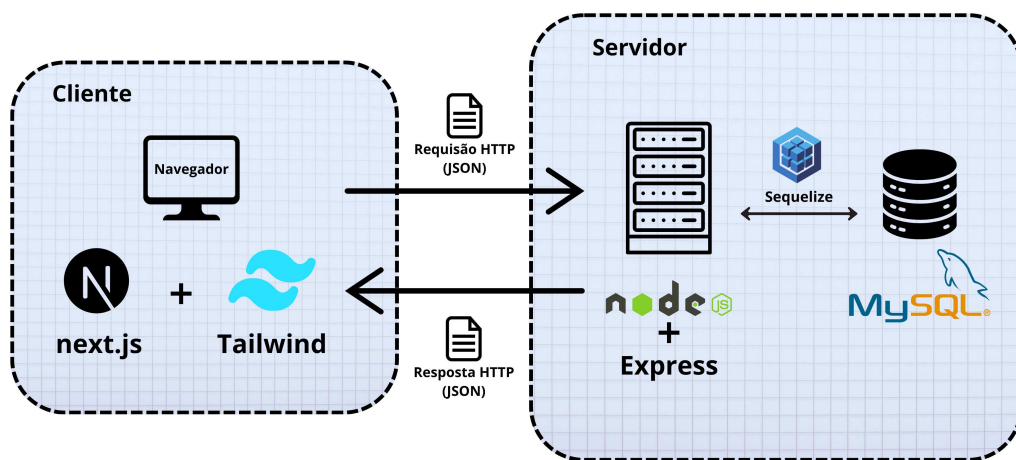 Cliente
Navegador
next.js
+
Tailwind
Requisão HTTP
(JSON)
Resposta HTTP
(JSON)
Servidor
Sequelize
node JS
+
Express
MySQL®